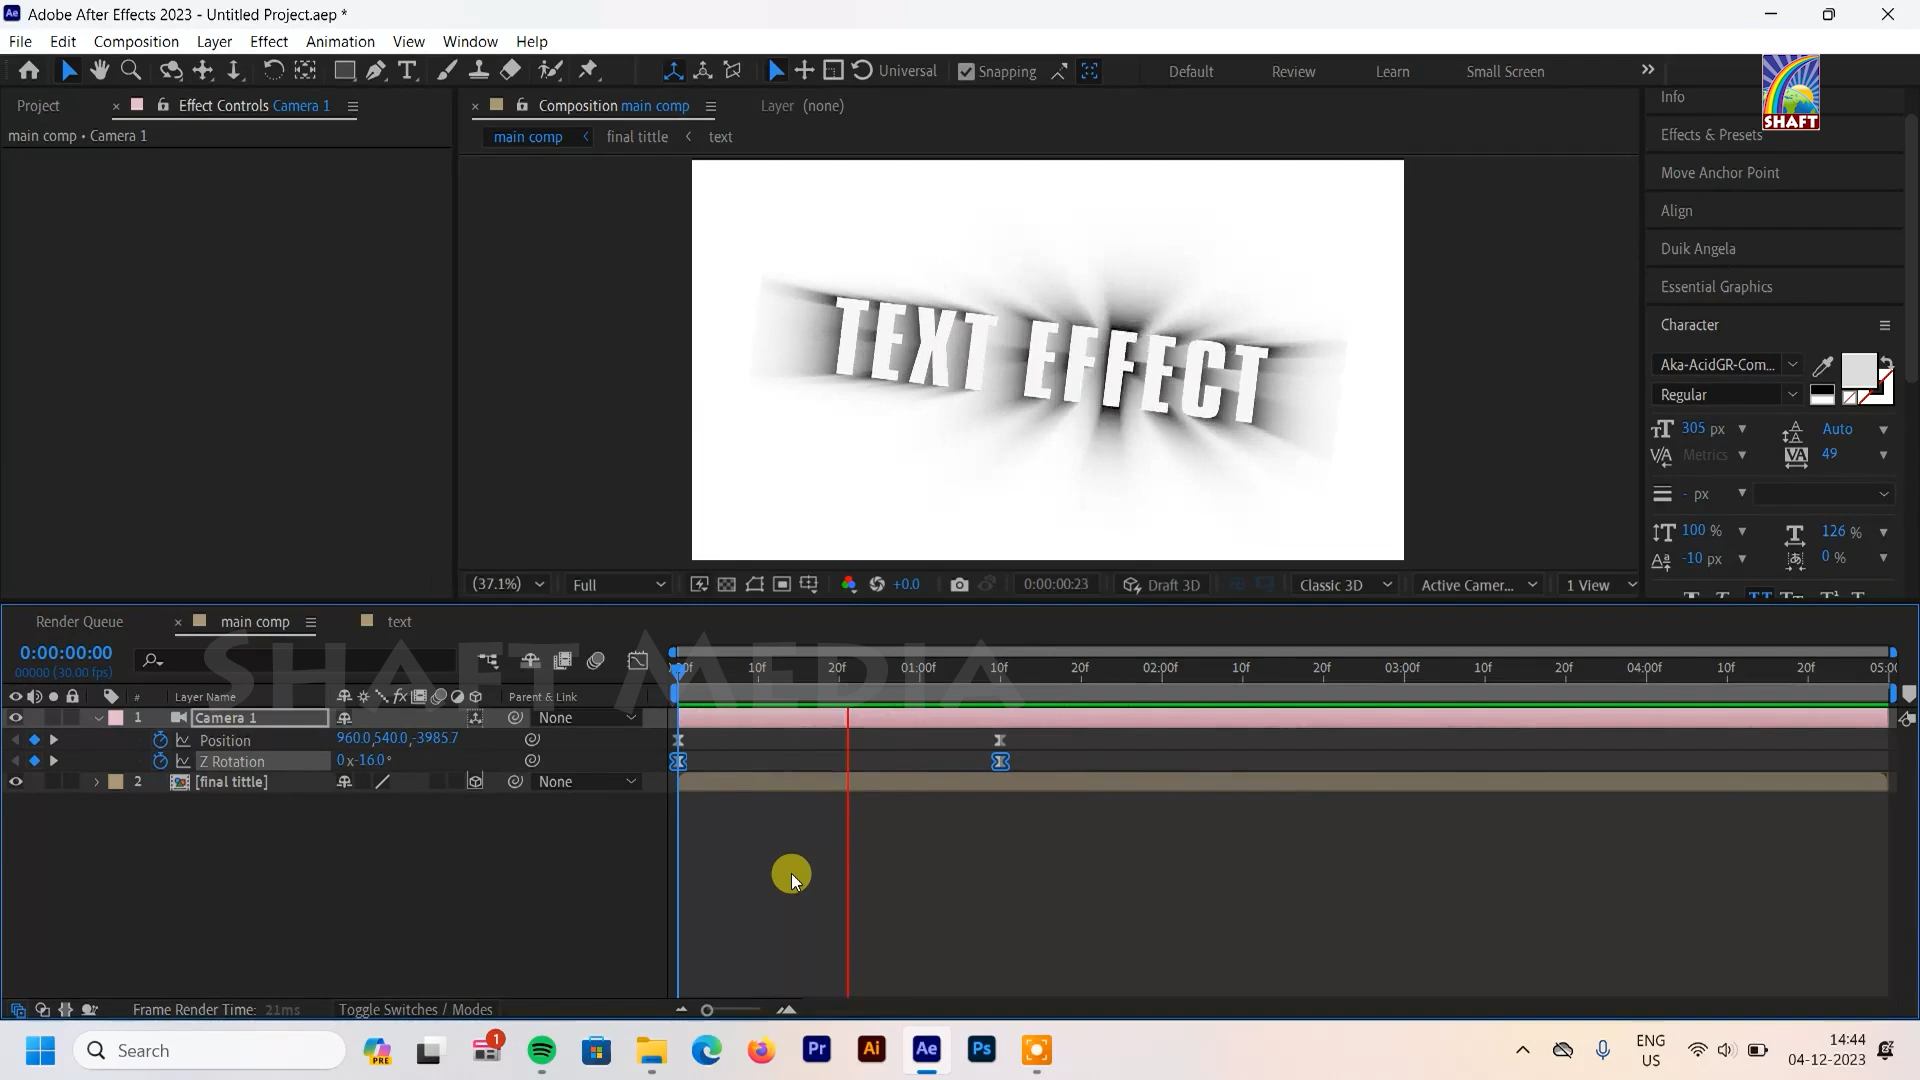 Ae Adobe After Effects 2023 - Untitled Project.aep *
File Edit Composition Layer Effect Animation View Window Help
Universal Snapping Default Review Learn Small Screen
SHAFT
Project Effect Controls Camera 1 Composition main comp Layer (none)
main comp • Camera 1
main comp final tittle text
Info
Effects & Presets
Move Anchor Point
Align
Duik Angela
Essential Graphics
Character
Aka-AcidGR-Com...
Regular
305 px Auto
Metrics 49
- px
100 % 126 %
-10 px 0 %
TEXT EFFECT
(37.1%) Full +0.0 0:00:00:23 Draft 3D Classic 3D Active Camer... 1 View
Render Queue main comp text
SHAFT MEDIA
0:00:00:00
00000 (30.00 fps)
10f 20f 01:00f 10f 20f 02:00f 10f 20f 03:00f 10f 20f 04:00f 10f 20f 05:00
# Layer Name Parent & Link
1 Camera 1 None
Position 960.0,540.0,-3985.7
Z Rotation 0x-16.0°
2 [final tittle] None
Frame Render Time: 21ms Toggle Switches / Modes
Search PRE 1 Pr Ai Ae Ps
ENG
US
14:44
04-12-2023